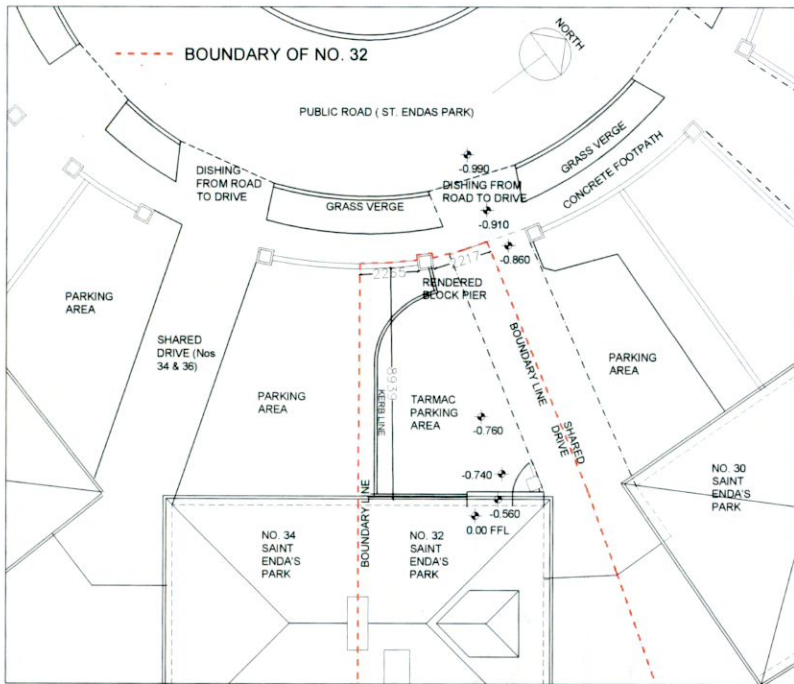 BOUNDARY OF NO. 32
NORTH
PUBLIC ROAD ( ST. ENDAS PARK)
-0.990
GRASS VERGE
DISHING
FROM ROAD
TO DRIVE
DISHING FROM
ROAD TO DRIVE
CONCRETE FOOTPATH
GRASS VERGE
-0.910
-0.860
2217
2255
RENDERED
BLOCK PIER
PARKING
AREA
SHARED
DRIVE (Nos
34 & 36)
PARKING
AREA
8939
KERB LINE
TARMAC
PARKING
AREA
BOUNDARY LINE
PARKING
AREA
-0.760
SHARED
DRIVE
-0.740
NO. 30
SAINT
ENDA'S
PARK
-0.560
0.00 FFL
BOUNDARY LINE
NO. 34
SAINT
ENDA'S
PARK
NO. 32
SAINT
ENDA'S
PARK